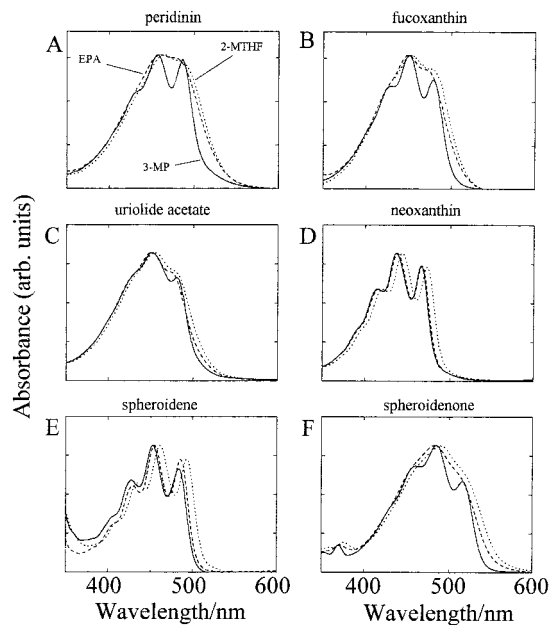 peridinin
fucoxanthin
A
EPA
2-MTHF
3-MP
B
uriolide acetate
neoxanthin
C
D
Absorbance (arb. units)
spheroidene
spheroidenone
E
F
400 500 600
400 500 600
Wavelength/nm
Wavelength/nm